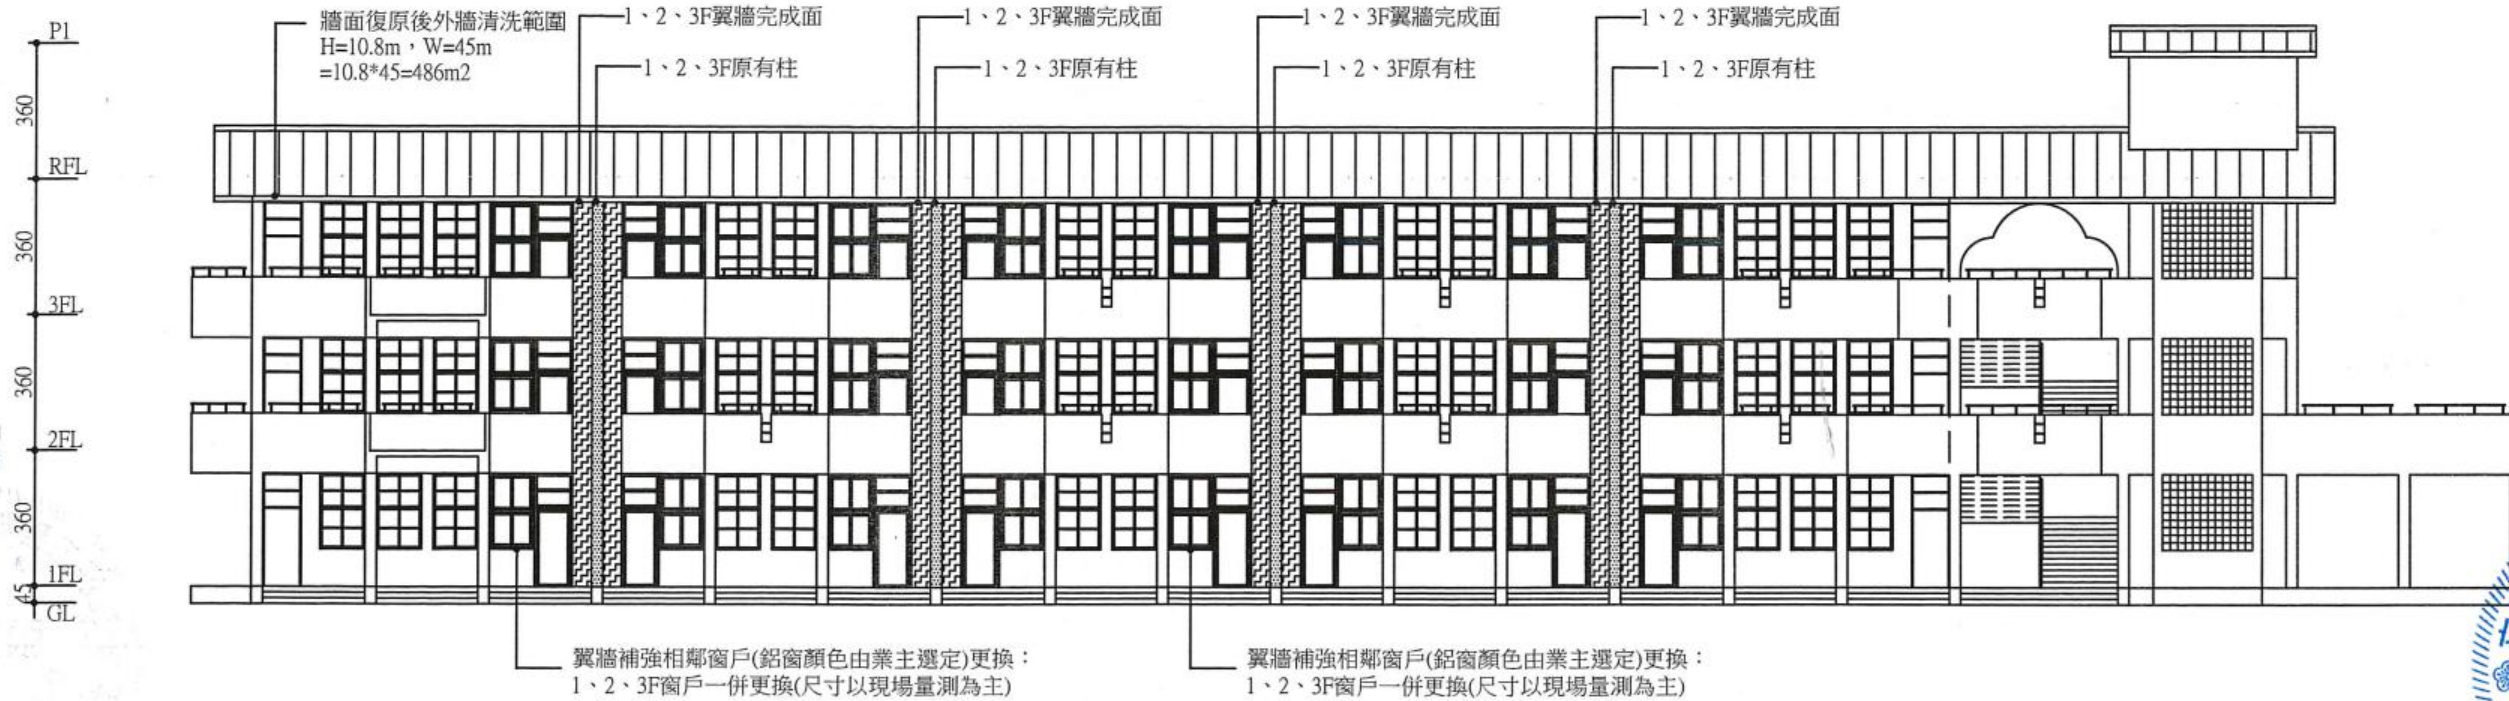 牆面復原後外牆清洗範圍
H=10.8m，W=45m
=10.8*45=486m2
1、2、3F翼牆完成面
1、2、3F原有柱
1、2、3F翼牆完成面
1、2、3F原有柱
1、2、3F翼牆完成面
1、2、3F原有柱
1、2、3F翼牆完成面
1、2、3F原有柱
P1
360
RFL
360
3FL
360
2FL
360
1FL
45
GL
翼牆補強相鄰窗戶(鋁窗顏色由業主選定)更換：
1、2、3F窗戶一併更換(尺寸以現場量測為主)
翼牆補強相鄰窗戶(鋁窗顏色由業主選定)更換：
1、2、3F窗戶一併更換(尺寸以現場量測為主)